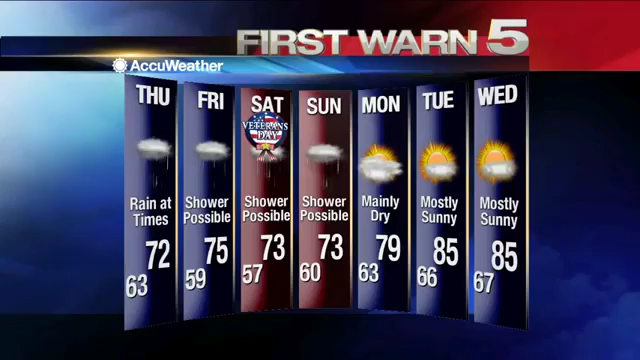 FIRST WARN 5
AccuWeather
THU
FRI
SAT
SUN
MON
TUE
WED
VETERANS
DAY
Rain at
Times
Shower
Possible
Shower
Possible
Shower
Possible
Mainly
Dry
Mostly
Sunny
Mostly
Sunny
72
63
75
59
73
57
73
60
79
63
85
66
85
67